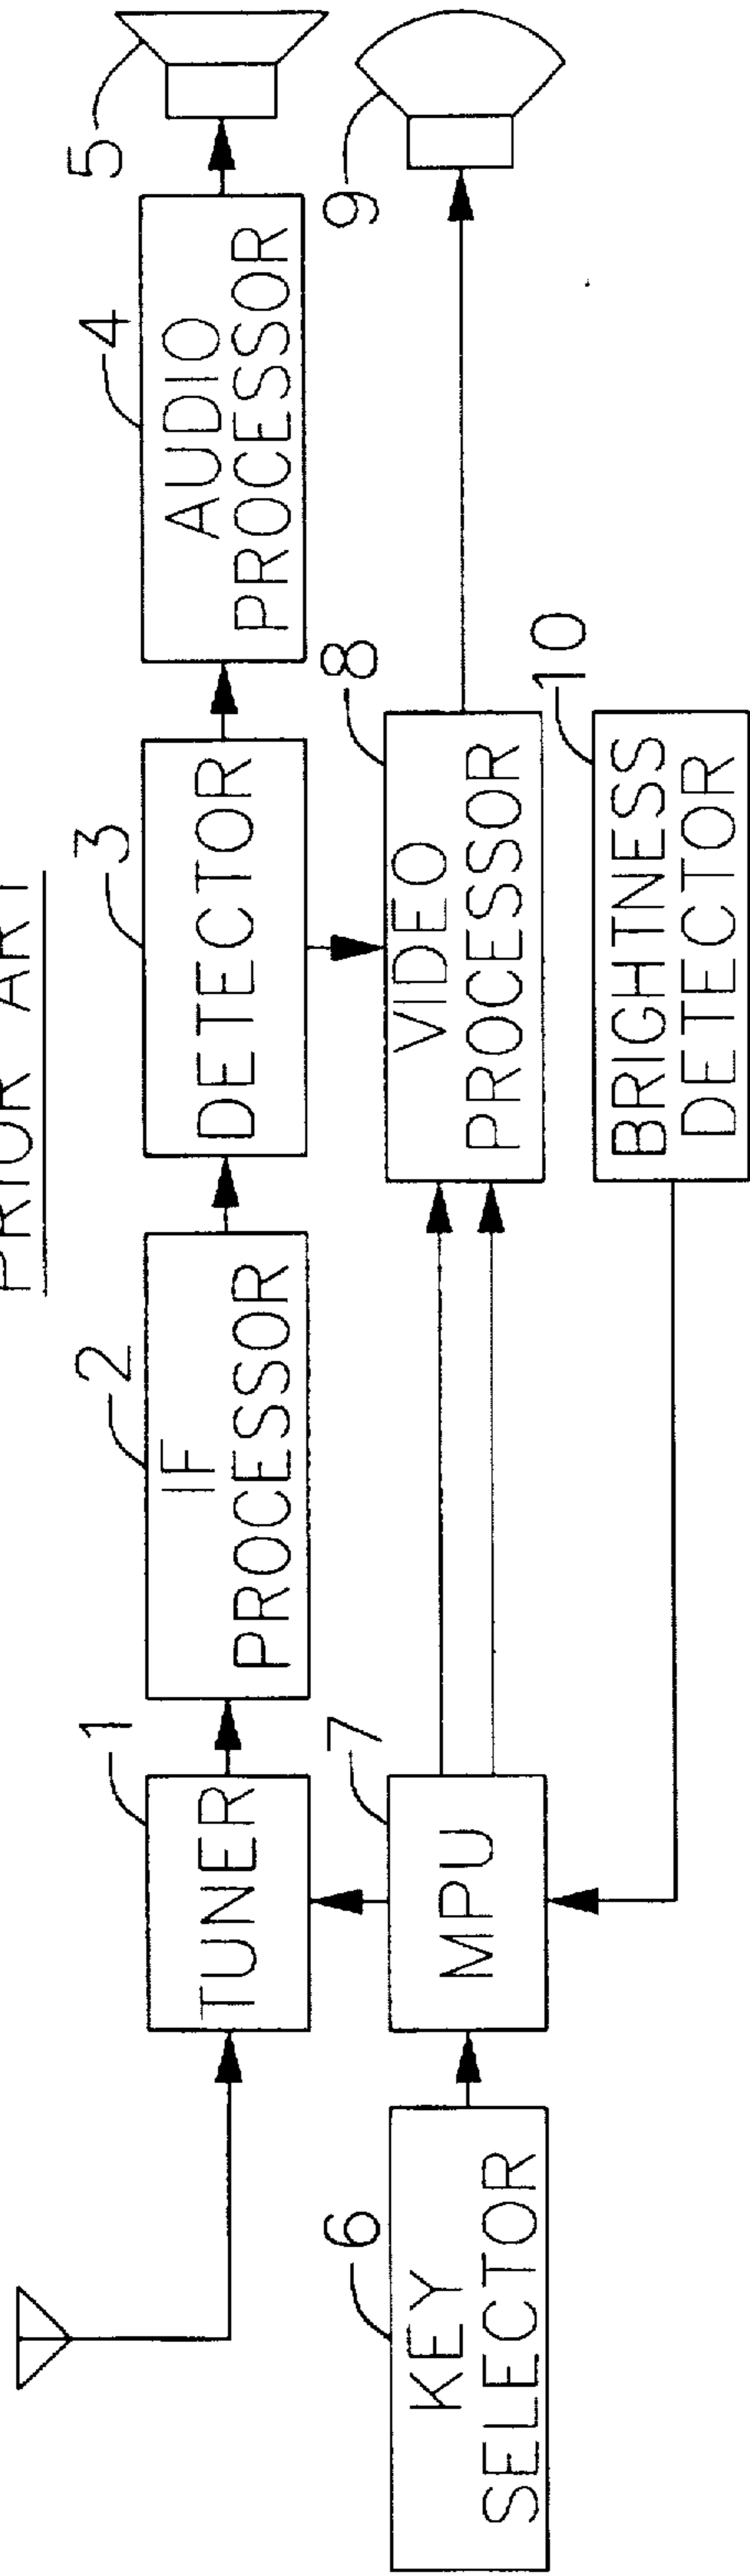 PRIOR ART
1
TUNER
2
IF
PROCESSOR
3
DETECTOR
4
AUDIO
PROCESSOR
5
6
KEY
SELECTOR
7
MPU
8
VIDEO
PROCESSOR
9
10
BRIGHTNESS
DETECTOR